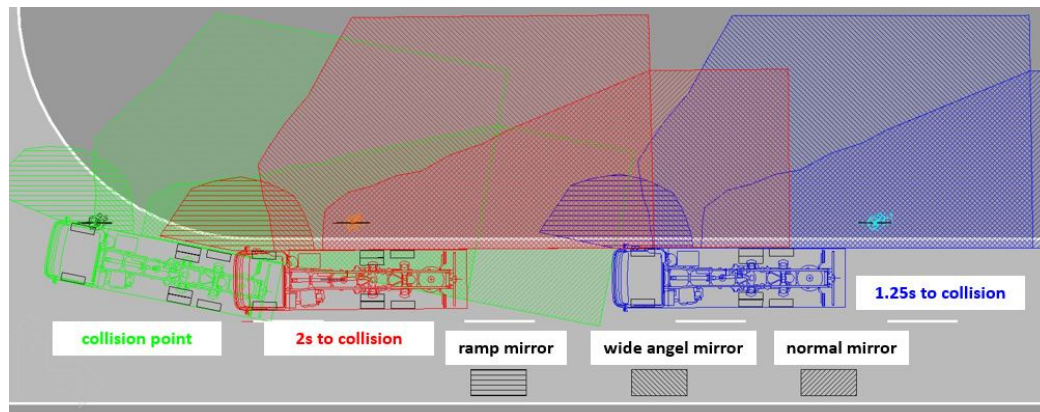 1.25s to collision
collision point
2s to collision
ramp mirror
wide angel mirror
normal mirror